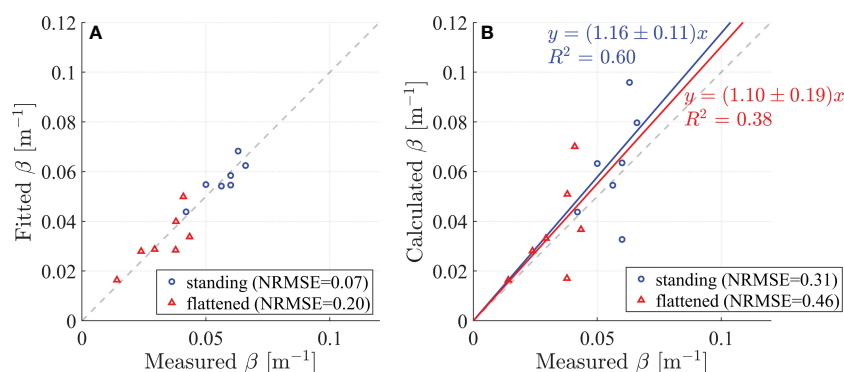 A
0.12
0.1
0.08
0.06
0.04
0.02
0
Fitted β [m⁻¹]
standing (NRMSE=0.07)
flattened (NRMSE=0.20)
0
0.05
0.1
Measured β [m⁻¹]
B
y = (1.16 ± 0.11)x
R² = 0.60
y = (1.10 ± 0.19)x
R² = 0.38
0.12
0.1
0.08
0.06
0.04
0.02
0
Calculated β [m⁻¹]
standing (NRMSE=0.31)
flattened (NRMSE=0.46)
0
0.05
0.1
Measured β [m⁻¹]